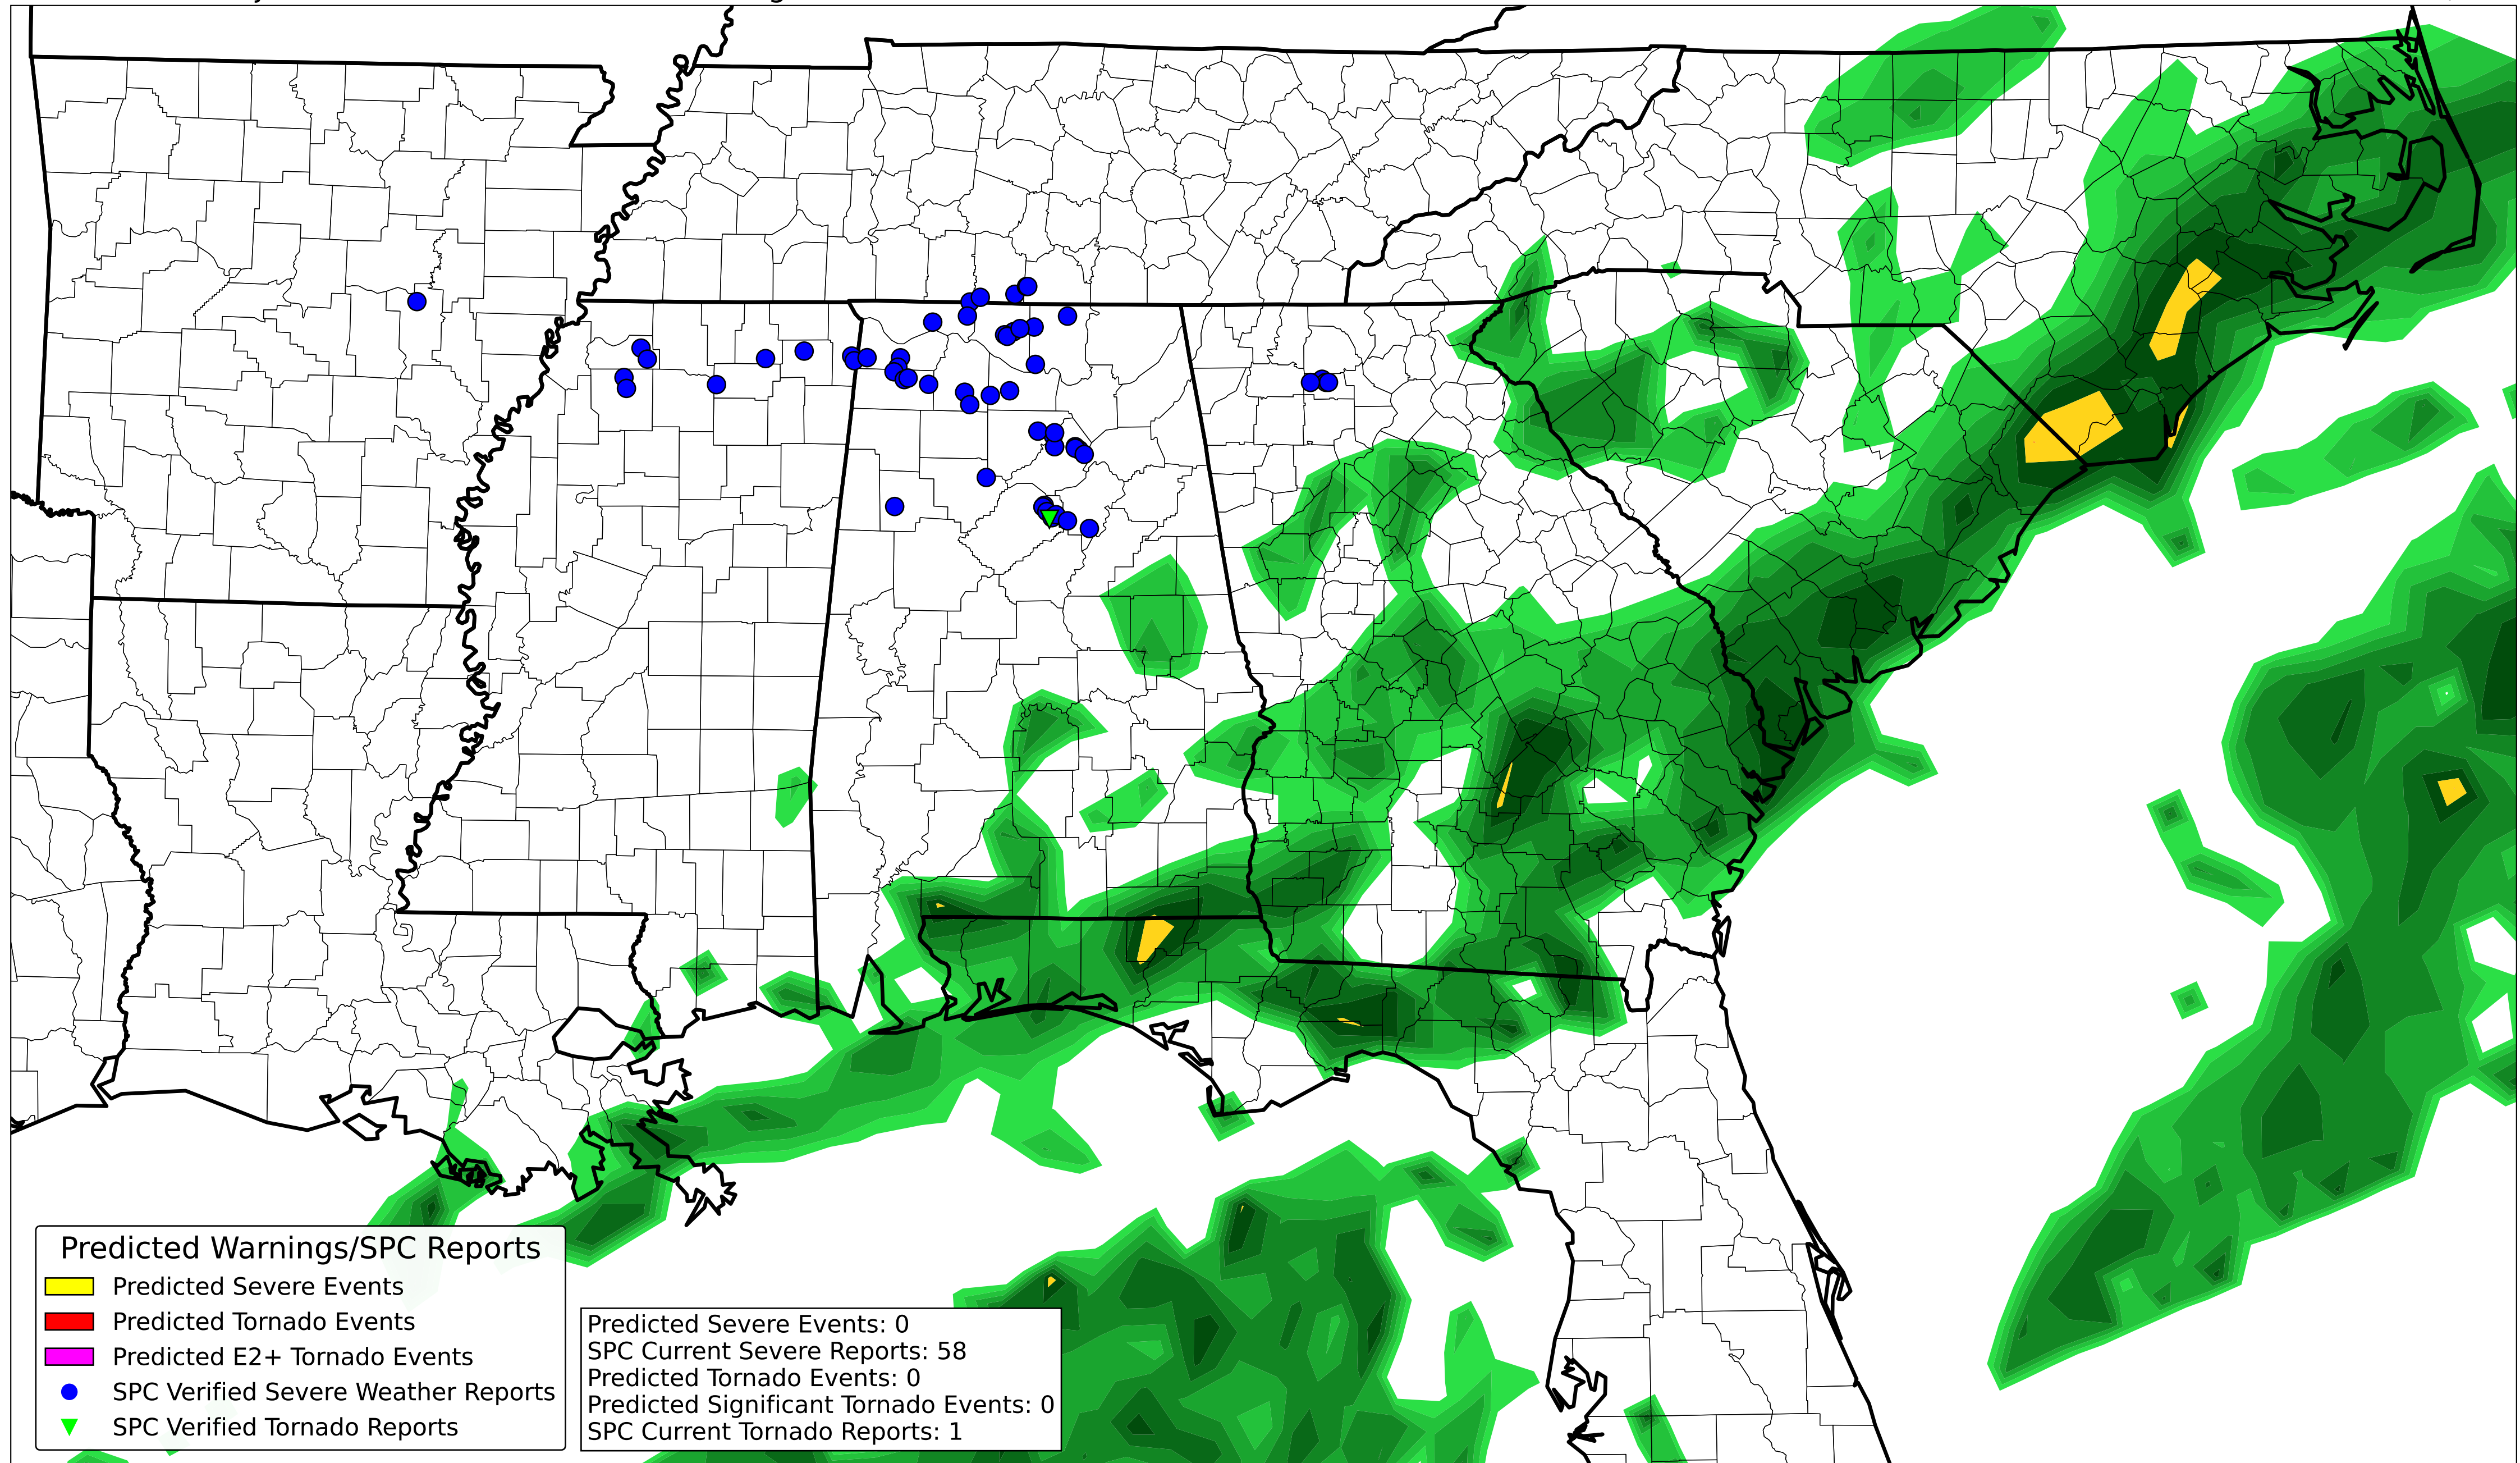 Predicted Warnings/SPC Reports
Predicted Severe Events
Predicted Tornado Events
Predicted E2+ Tornado Events
SPC Verified Severe Weather Reports
SPC Verified Tornado Reports
Predicted Severe Events: 0
SPC Current Severe Reports: 58
Predicted Tornado Events: 0
Predicted Significant Tornado Events: 0
SPC Current Tornado Reports: 1